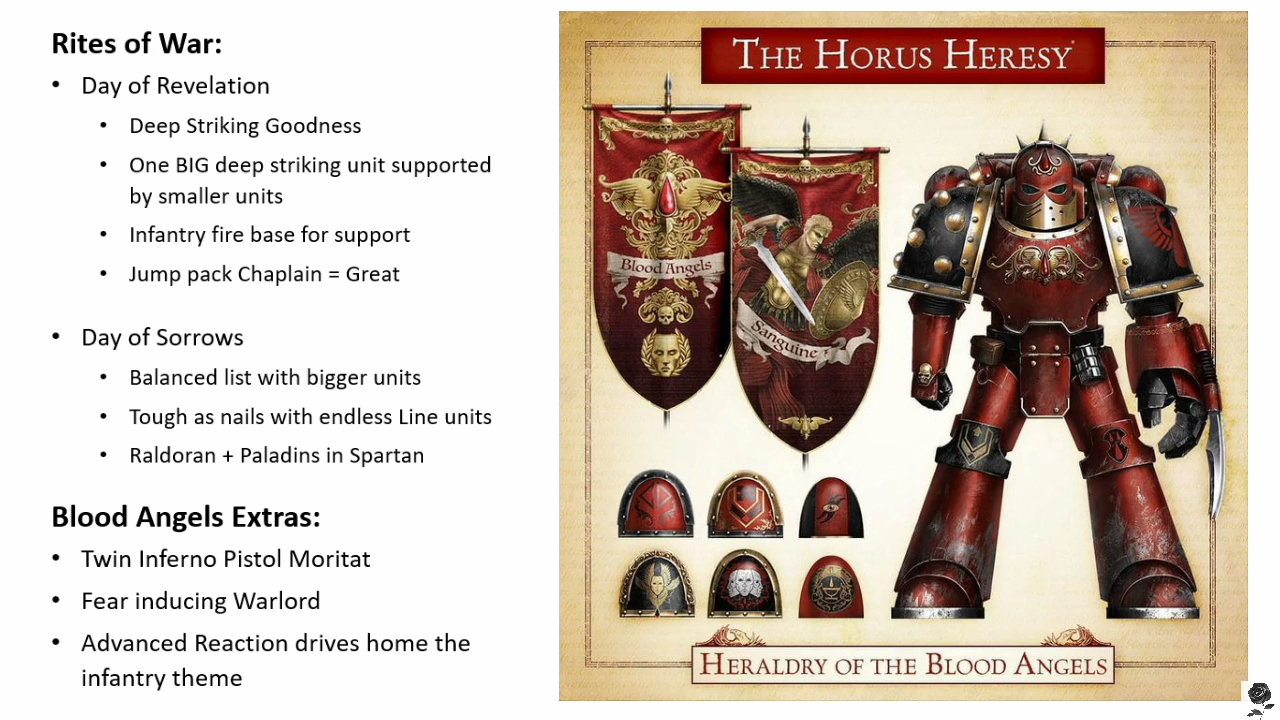 Rites of War:
• Day of Revelation
• Deep Striking Goodness
• One BIG deep striking unit supported
by smaller units
• Infantry fire base for support
• Jump pack Chaplain = Great
• Day of Sorrows
• Balanced list with bigger units
• Tough as nails with endless Line units
• Raldoran + Paladins in Spartan
Blood Angels Extras:
• Twin Inferno Pistol Moritat
• Fear inducing Warlord
• Advanced Reaction drives home the
infantry theme
THE HORUS HERESY
Blood Angels
Sanguine
HERALDRY OF THE BLOOD ANGELS